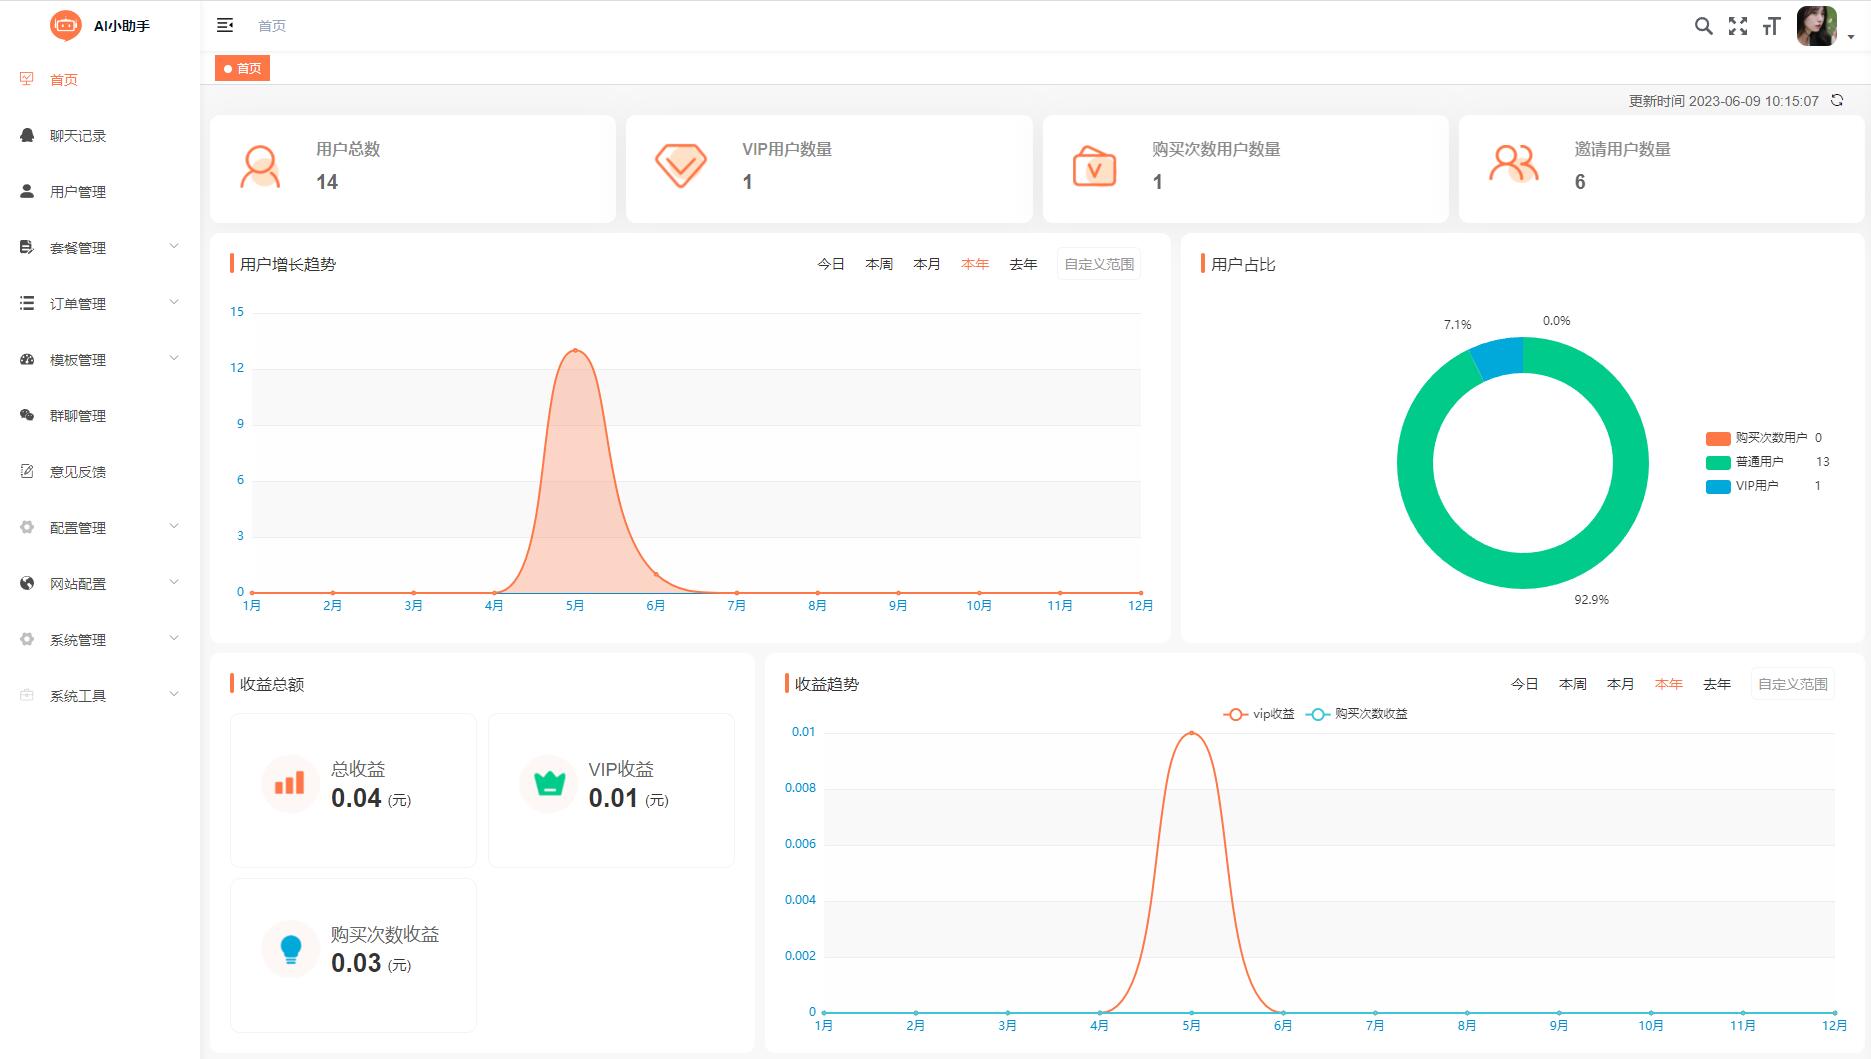 AI小助手
首页
首页
聊天记录
用户管理
套餐管理
订单管理
模板管理
群聊管理
意见反馈
配置管理
网站配置
系统管理
系统工具
首页
更新时间 2023-06-09 10:15:07
用户总数
14
VIP用户数量
1
购买次数用户数量
1
邀请用户数量
6
用户增长趋势
今日 本周 本月 本年 去年 自定义范围
15
12
9
6
3
0
1月 2月 3月 4月 5月 6月 7月 8月 9月 10月 11月 12月
用户占比
7.1% 0.0%
92.9%
购买次数用户 0
普通用户 13
VIP用户 1
收益总额
总收益
0.04 (元)
VIP收益
0.01 (元)
购买次数收益
0.03 (元)
收益趋势
今日 本周 本月 本年 去年 自定义范围
vip收益 购买次数收益
0.01
0.008
0.006
0.004
0.002
0
1月 2月 3月 4月 5月 6月 7月 8月 9月 10月 11月 12月